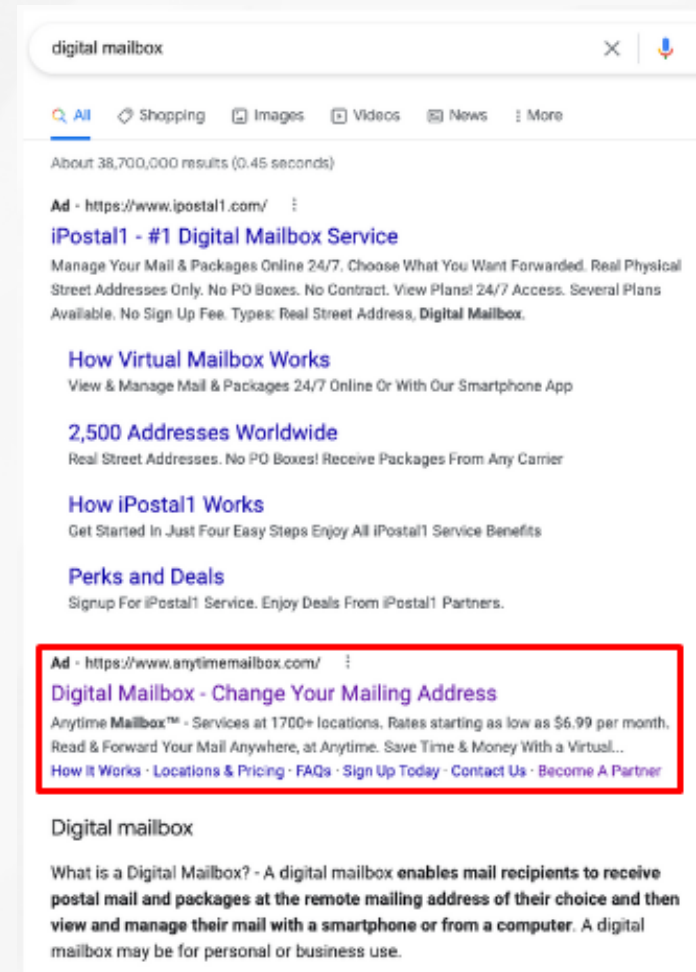 digital mailbox
All Shopping Images Videos News More
About 38,700,000 results (0.45 seconds)
Ad · https://www.ipostal1.com/
iPostal1 - #1 Digital Mailbox Service
Manage Your Mail & Packages Online 24/7. Choose What You Want Forwarded. Real Physical
Street Addresses Only. No PO Boxes. No Contract. View Plans! 24/7 Access. Several Plans
Available. No Sign Up Fee. Types: Real Street Address, Digital Mailbox.
How Virtual Mailbox Works
View & Manage Mail & Packages 24/7 Online Or With Our Smartphone App
2,500 Addresses Worldwide
Real Street Addresses. No PO Boxes! Receive Packages From Any Carrier
How iPostal1 Works
Get Started In Just Four Easy Steps Enjoy All iPostal1 Service Benefits
Perks and Deals
Signup For iPostal1 Service. Enjoy Deals From iPostal1 Partners.
Ad · https://www.anytimemailbox.com/
Digital Mailbox - Change Your Mailing Address
Anytime Mailbox™ - Services at 1700+ locations. Rates starting as low as $6.99 per month.
Read & Forward Your Mail Anywhere, at Anytime. Save Time & Money With a Virtual...
How It Works · Locations & Pricing · FAQs · Sign Up Today · Contact Us · Become A Partner
Digital mailbox
What is a Digital Mailbox? - A digital mailbox enables mail recipients to receive
postal mail and packages at the remote mailing address of their choice and then
view and manage their mail with a smartphone or from a computer. A digital
mailbox may be for personal or business use.